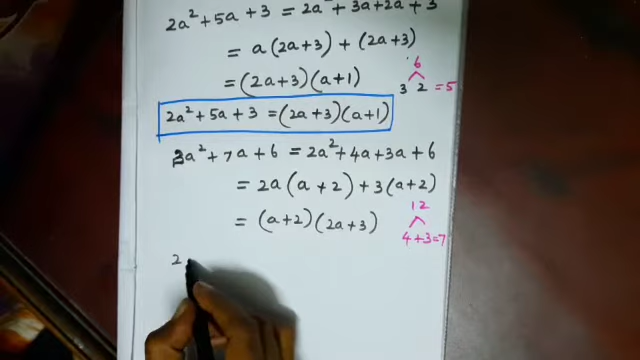 2a² + 5a + 3 = 2a² + 3a + 2a + 3
= a(2a+3) + (2a+3)
= (2a+3)(a+1)
6
3 2 = 5
2a² + 5a + 3 = (2a+3)(a+1)
2a² + 7a + 6 = 2a² + 4a + 3a + 6
= 2a(a+2) + 3(a+2)
= (a+2)(2a+3)
12
4+3=7
2